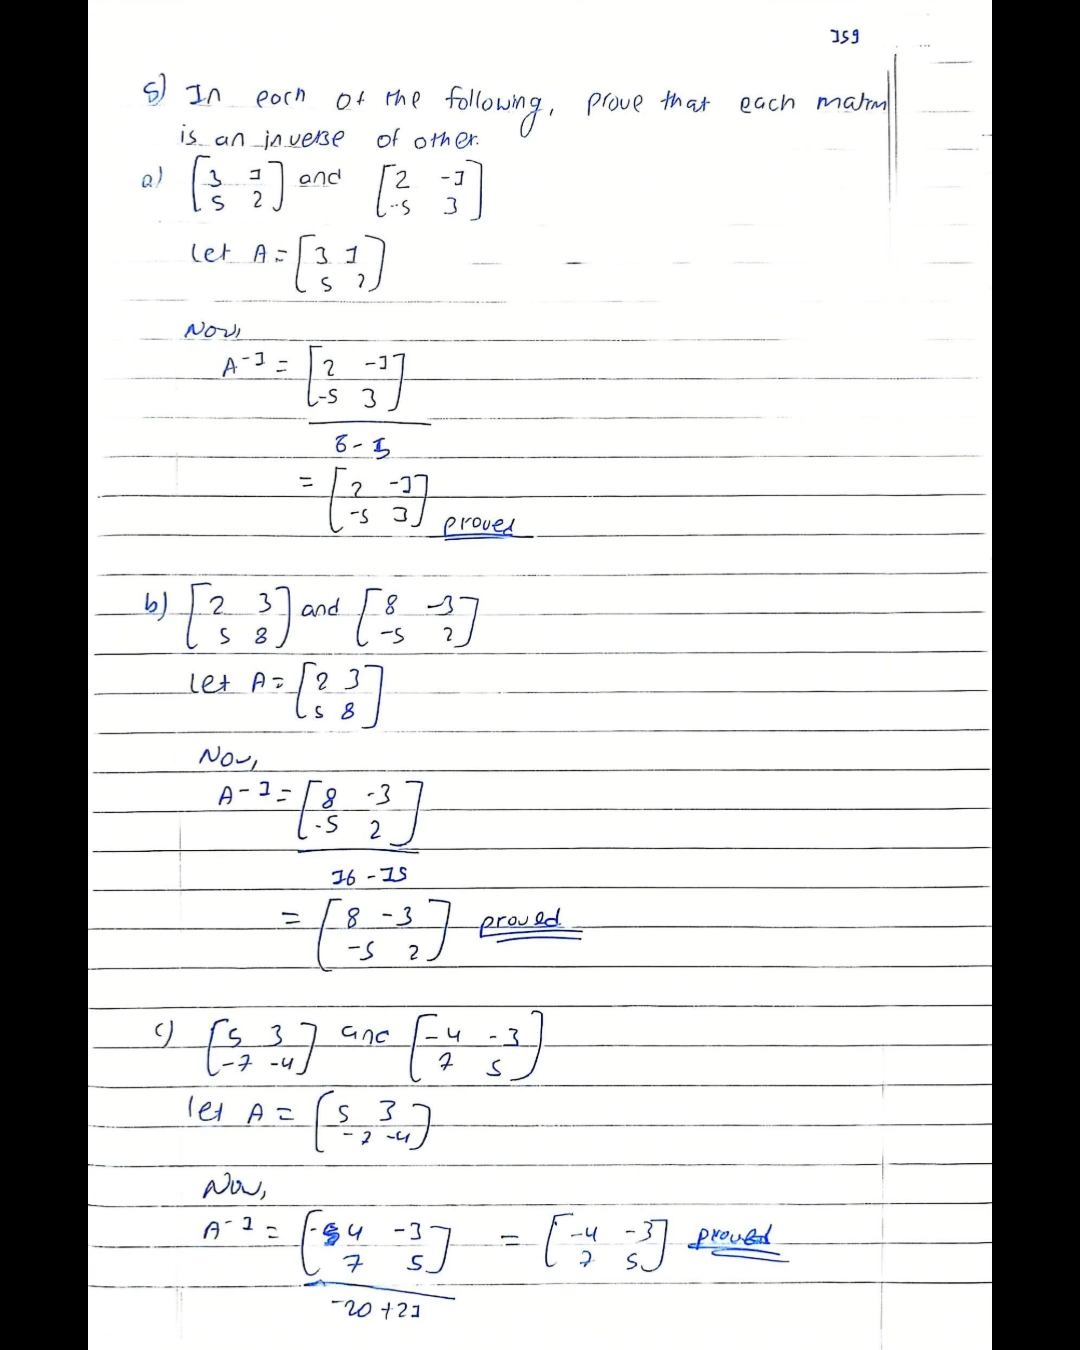 159
5) In each of the following, prove that each matrix
is an inverse of other.
a) [3 1; 5 2] and [2 -1; -5 3]
Let A = [3 1; 5 2]
Now,
A⁻¹ = [2 -1; -5 3]
6 - 5
= [2 -1; -5 3] proved
b) [2 3; 5 8] and [8 -3; -5 2]
Let A = [2 3; 5 8]
Now,
A⁻¹ = [8 -3; -5 2]
16 - 15
= [8 -3; -5 2] proved
c) [5 3; -7 -4] and [-4 -3; 7 5]
let A = [5 3; -7 -4]
Now,
A⁻¹ = [-4 -3; 7 5] = [-4 -3; 7 5] proved
-20 + 21